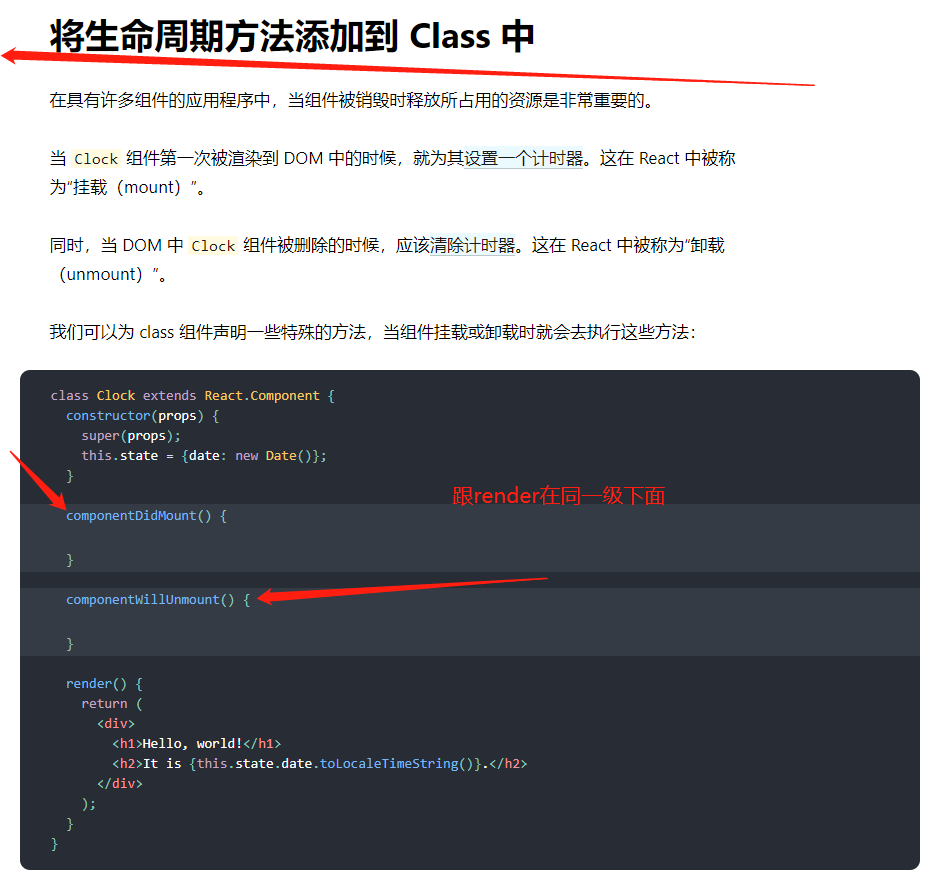 将生命周期方法添加到 Class 中
在具有许多组件的应用程序中，当组件被销毁时释放所占用的资源是非常重要的。
当 Clock 组件第一次被渲染到 DOM 中的时候，就为其设置一个计时器。这在 React 中被称
为“挂载（mount）”。
同时，当 DOM 中 Clock 组件被删除的时候，应该清除计时器。这在 React 中被称为“卸载
（unmount）”。
我们可以为 class 组件声明一些特殊的方法，当组件挂载或卸载时就会去执行这些方法：
class Clock extends React.Component {
  constructor(props) {
    super(props);
    this.state = {date: new Date()};
  }
跟render在同一级下面
  componentDidMount() {
  }
  componentWillUnmount() {
  }
  render() {
    return (
      <div>
        <h1>Hello, world!</h1>
        <h2>It is {this.state.date.toLocaleTimeString()}.</h2>
      </div>
    );
  }
}